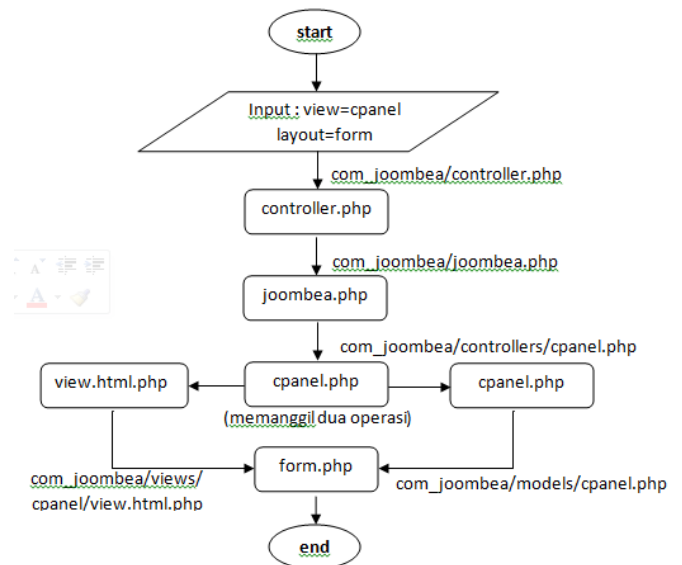 start
Input : view=cpanel
layout=form
com_joombea/controller.php
controller.php
com_joombea/joombea.php
joombea.php
com_joombea/controllers/cpanel.php
view.html.php
cpanel.php
cpanel.php
(memanggil dua operasi)
form.php
com_joombea/views/
cpanel/view.html.php
com_joombea/models/cpanel.php
end